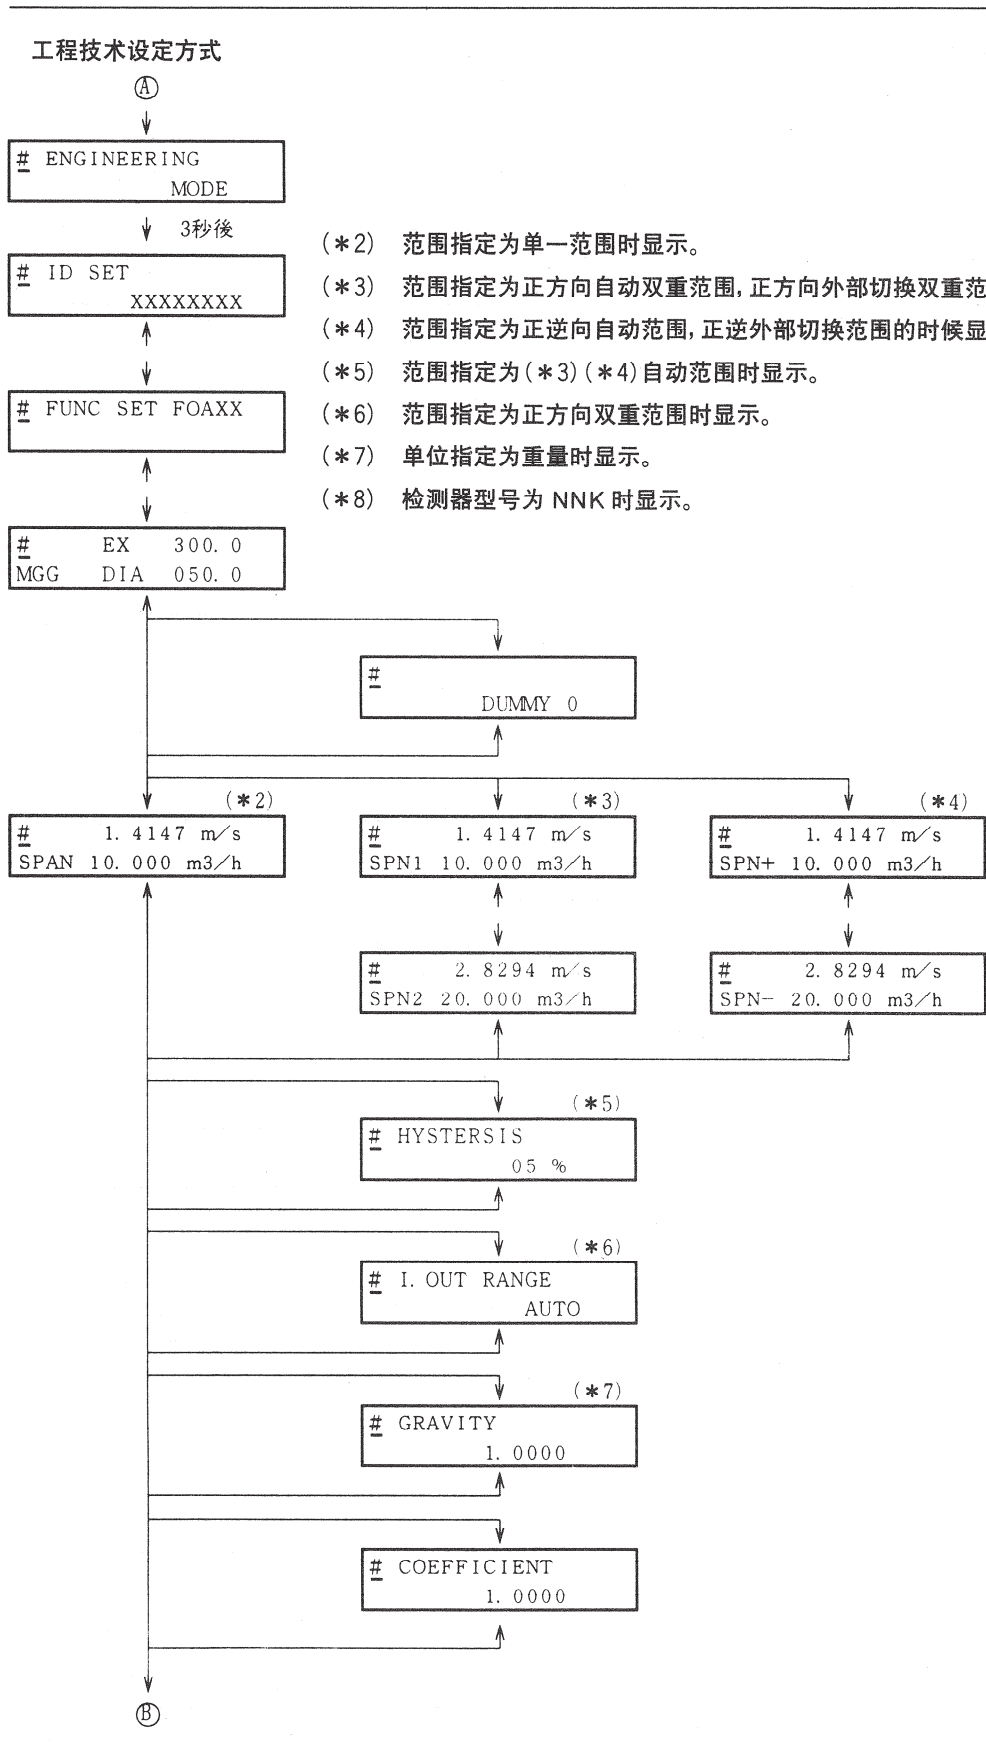 工程技术设定方式
A
# ENGINEERING
MODE
3秒後
# ID SET
XXXXXXXX
# FUNC SET FOAXX
# EX 300.0
MGG DIA 050.0
(*2) 范围指定为单一范围时显示。
(*3) 范围指定为正方向自动双重范围,正方向外部切换双重范
(*4) 范围指定为正逆向自动范围,正逆外部切换范围的时候显
(*5) 范围指定为(*3)(*4)自动范围时显示。
(*6) 范围指定为正方向双重范围时显示。
(*7) 单位指定为重量时显示。
(*8) 检测器型号为 NNK 时显示。
#
DUMMY 0
(*2)
# 1.4147 m/s
SPAN 10.000 m3/h
(*3)
# 1.4147 m/s
SPN1 10.000 m3/h
(*4)
# 1.4147 m/s
SPN+ 10.000 m3/h
# 2.8294 m/s
SPN2 20.000 m3/h
# 2.8294 m/s
SPN- 20.000 m3/h
(*5)
# HYSTERSIS
05 %
(*6)
# I.OUT RANGE
AUTO
(*7)
# GRAVITY
1.0000
# COEFFICIENT
1.0000
B